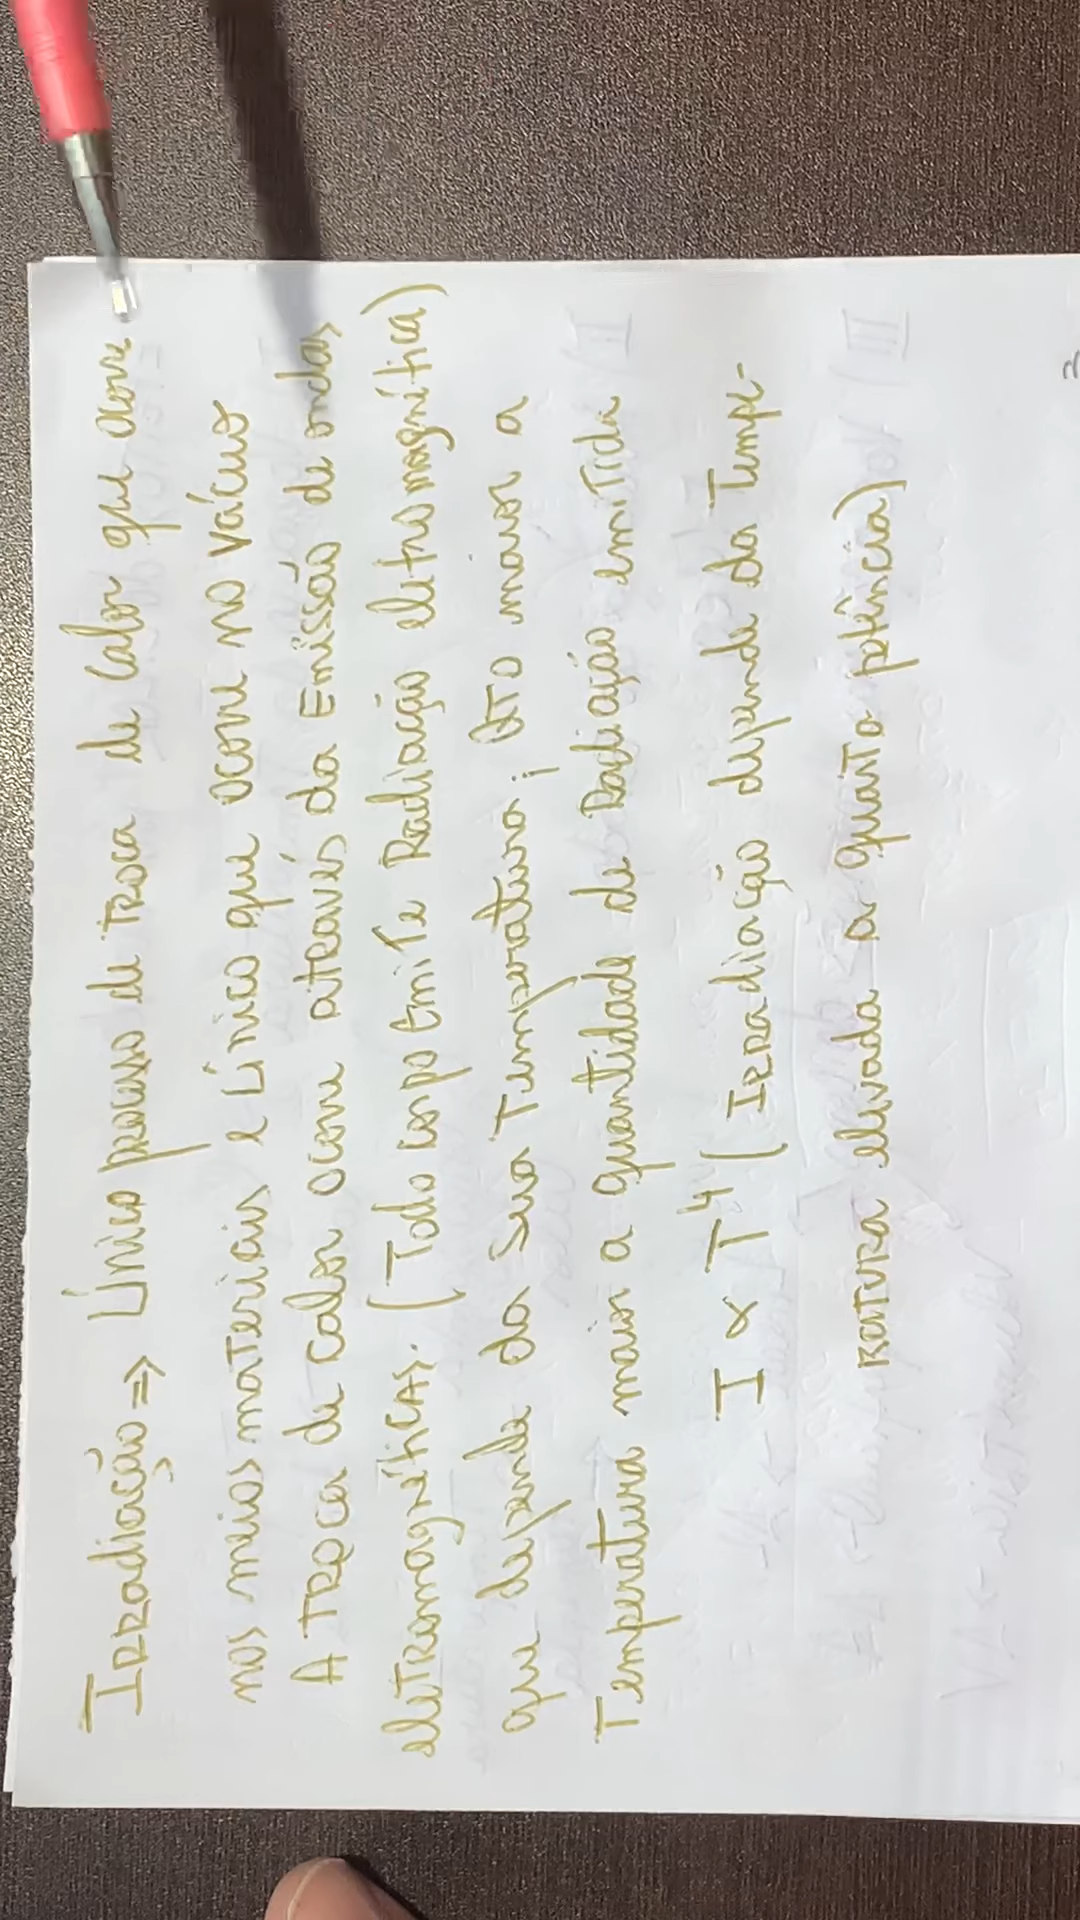 Irradiação ⇒ Único processo de troca de calor que ocorre
nos meios materiais e Único que ocorre no vácuo
A troca de calor ocorre através da Emissão de ondas
eletromagnéticas. (Todo corpo Emite Radiação eletromagnética)
que depende da sua Temperatura; Qto maior a
Temperatura maior a quantidade de Radiação emitida
I α T⁴ (Irradiação depende da Tempe-
ratura elevada a quarta potência)